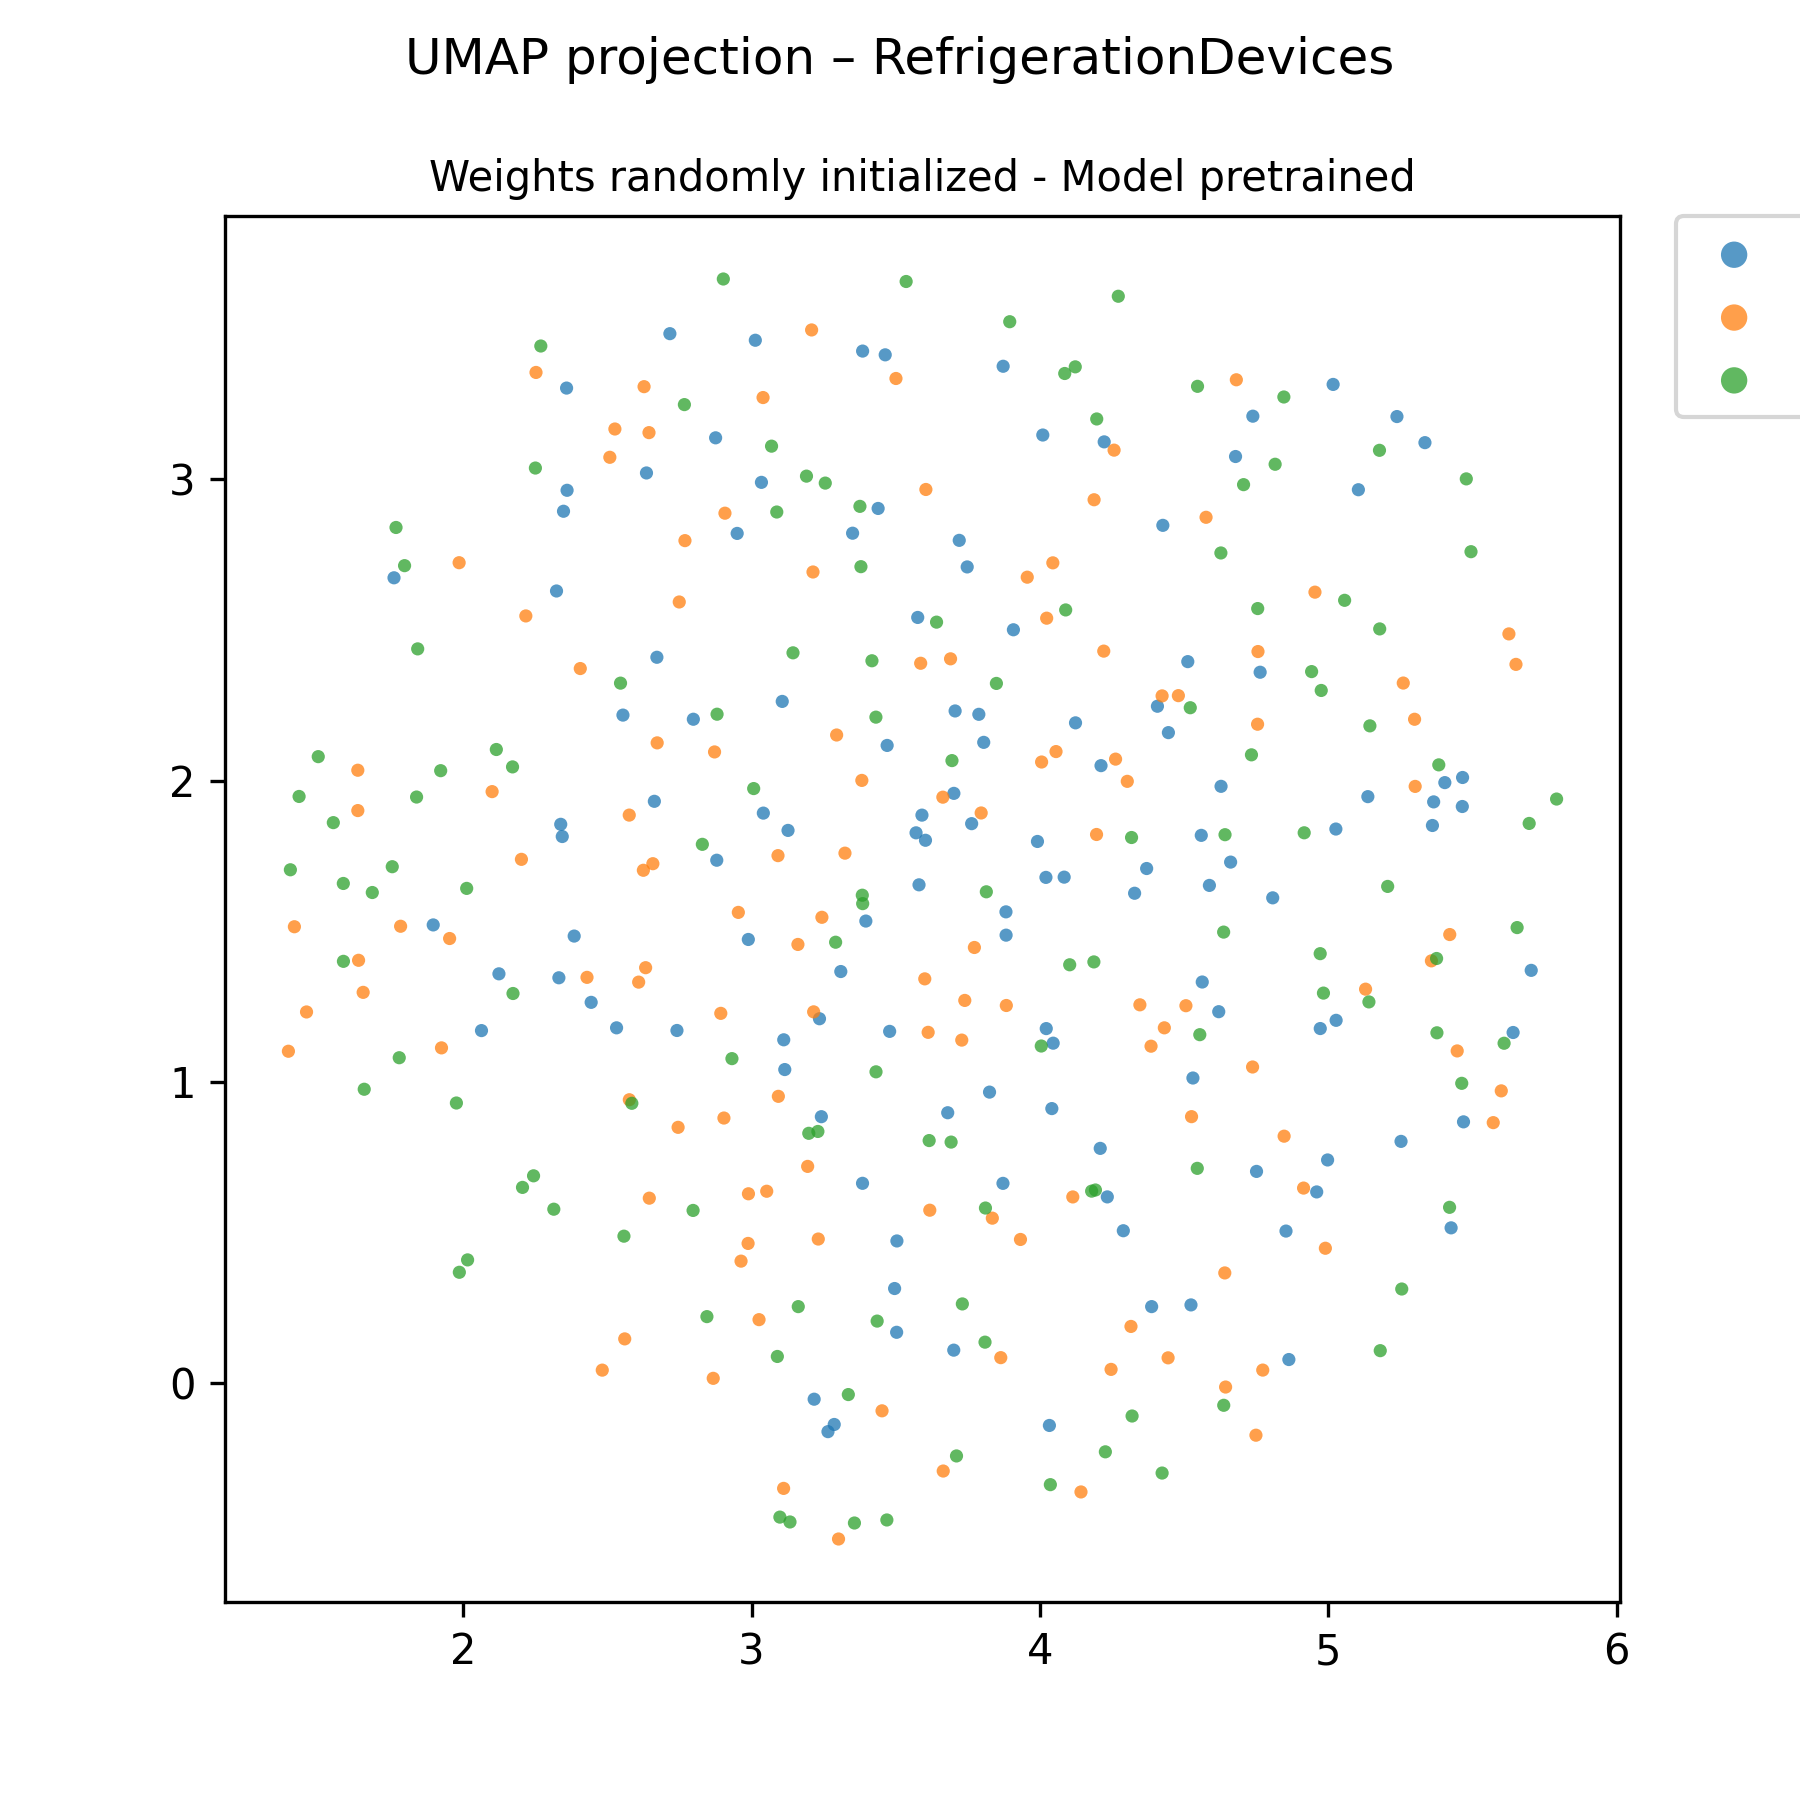 UMAP projection – RefrigerationDevices
Weights randomly initialized - Model pretrained
3
2
1
0
2 3 4 5 6